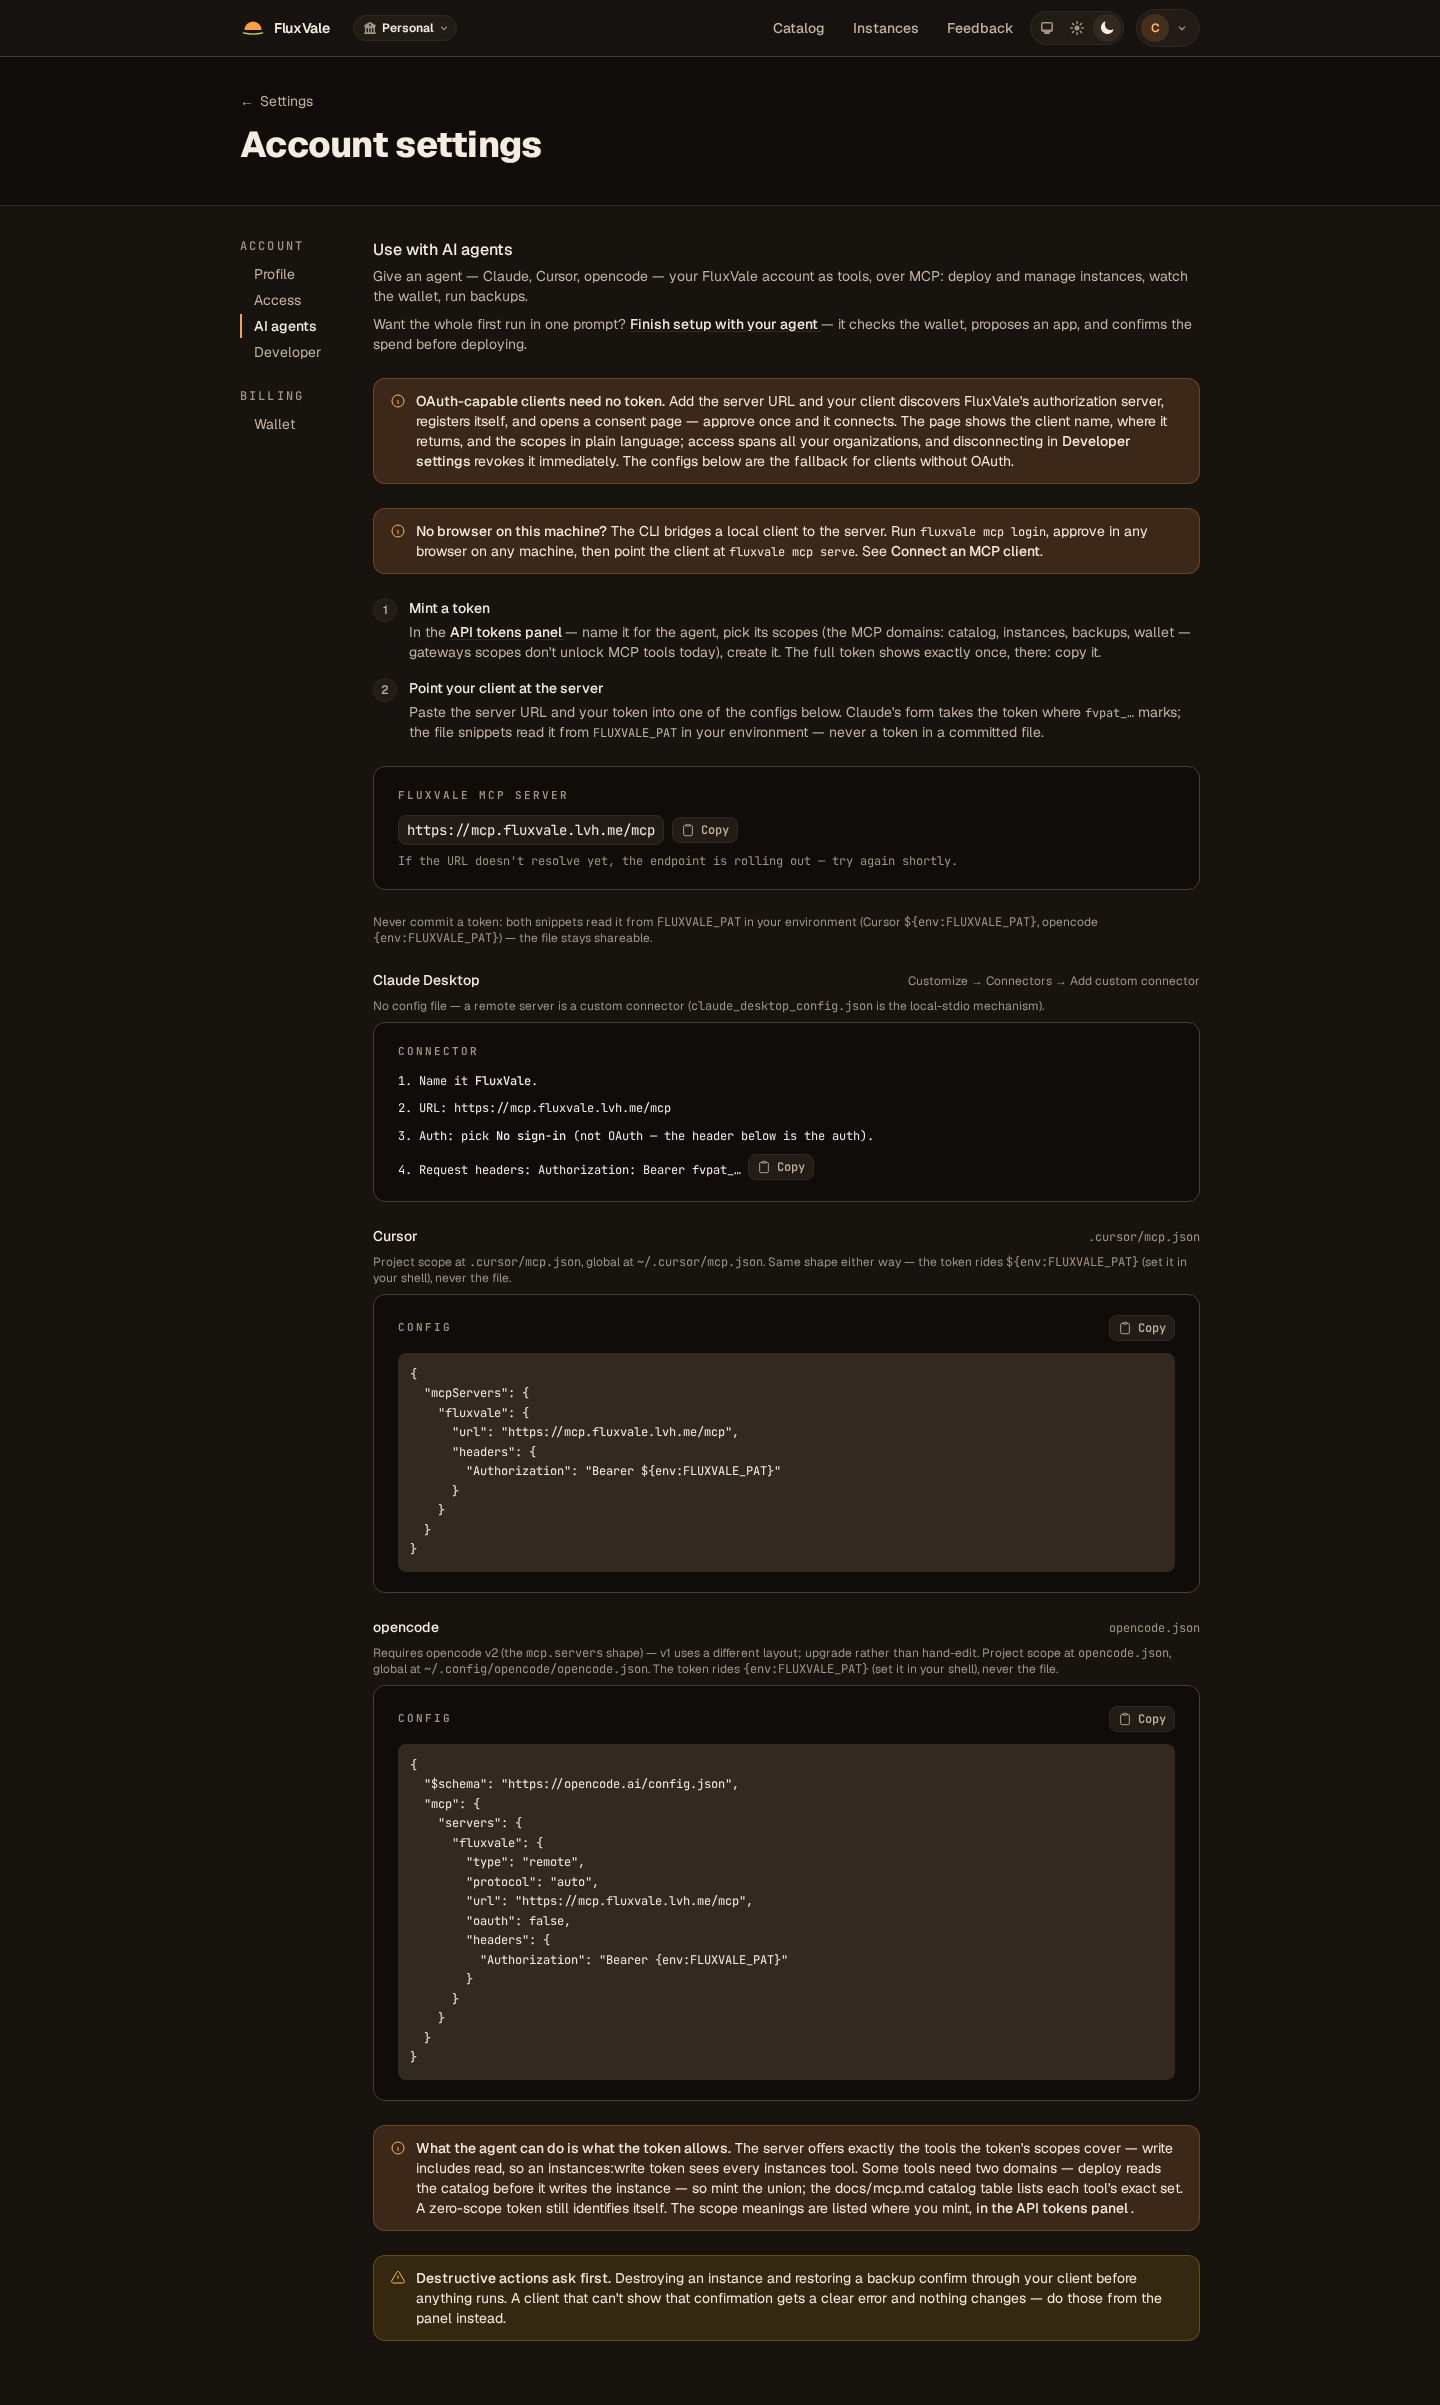 FluxVale
Personal
Catalog
Instances
Feedback
C
← Settings
Account settings
ACCOUNT
Profile
Access
AI agents
Developer
BILLING
Wallet
Use with AI agents
Give an agent — Claude, Cursor, opencode — your FluxVale account as tools, over MCP: deploy and manage instances, watch
the wallet, run backups.
Want the whole first run in one prompt? Finish setup with your agent — it checks the wallet, proposes an app, and confirms the
spend before deploying.
OAuth-capable clients need no token. Add the server URL and your client discovers FluxVale's authorization server,
registers itself, and opens a consent page — approve once and it connects. The page shows the client name, where it
returns, and the scopes in plain language; access spans all your organizations, and disconnecting in Developer
settings revokes it immediately. The configs below are the fallback for clients without OAuth.
No browser on this machine? The CLI bridges a local client to the server. Run fluxvale mcp login, approve in any
browser on any machine, then point the client at fluxvale mcp serve. See Connect an MCP client.
1
Mint a token
In the API tokens panel — name it for the agent, pick its scopes (the MCP domains: catalog, instances, backups, wallet —
gateways scopes don't unlock MCP tools today), create it. The full token shows exactly once, there: copy it.
2
Point your client at the server
Paste the server URL and your token into one of the configs below. Claude's form takes the token where fvpat_… marks;
the file snippets read it from FLUXVALE_PAT in your environment — never a token in a committed file.
FLUXVALE MCP SERVER
https://mcp.fluxvale.lvh.me/mcp
Copy
If the URL doesn't resolve yet, the endpoint is rolling out — try again shortly.
Never commit a token: both snippets read it from FLUXVALE_PAT in your environment (Cursor ${env:FLUXVALE_PAT}, opencode
{env:FLUXVALE_PAT}) — the file stays shareable.
Claude Desktop
Customize → Connectors → Add custom connector
No config file — a remote server is a custom connector (claude_desktop_config.json is the local-stdio mechanism).
CONNECTOR
1. Name it FluxVale.
2. URL: https://mcp.fluxvale.lvh.me/mcp
3. Auth: pick No sign-in (not OAuth — the header below is the auth).
4. Request headers: Authorization: Bearer fvpat_…
Copy
Cursor
.cursor/mcp.json
Project scope at .cursor/mcp.json, global at ~/.cursor/mcp.json. Same shape either way — the token rides ${env:FLUXVALE_PAT} (set it in
your shell), never the file.
CONFIG
Copy
{
  "mcpServers": {
    "fluxvale": {
      "url": "https://mcp.fluxvale.lvh.me/mcp",
      "headers": {
        "Authorization": "Bearer ${env:FLUXVALE_PAT}"
      }
    }
  }
}
opencode
opencode.json
Requires opencode v2 (the mcp.servers shape) — v1 uses a different layout; upgrade rather than hand-edit. Project scope at opencode.json,
global at ~/.config/opencode/opencode.json. The token rides {env:FLUXVALE_PAT} (set it in your shell), never the file.
CONFIG
Copy
{
  "$schema": "https://opencode.ai/config.json",
  "mcp": {
    "servers": {
      "fluxvale": {
        "type": "remote",
        "protocol": "auto",
        "url": "https://mcp.fluxvale.lvh.me/mcp",
        "oauth": false,
        "headers": {
          "Authorization": "Bearer {env:FLUXVALE_PAT}"
        }
      }
    }
  }
}
What the agent can do is what the token allows. The server offers exactly the tools the token's scopes cover — write
includes read, so an instances:write token sees every instances tool. Some tools need two domains — deploy reads
the catalog before it writes the instance — so mint the union; the docs/mcp.md catalog table lists each tool's exact set.
A zero-scope token still identifies itself. The scope meanings are listed where you mint, in the API tokens panel .
Destructive actions ask first. Destroying an instance and restoring a backup confirm through your client before
anything runs. A client that can't show that confirmation gets a clear error and nothing changes — do those from the
panel instead.